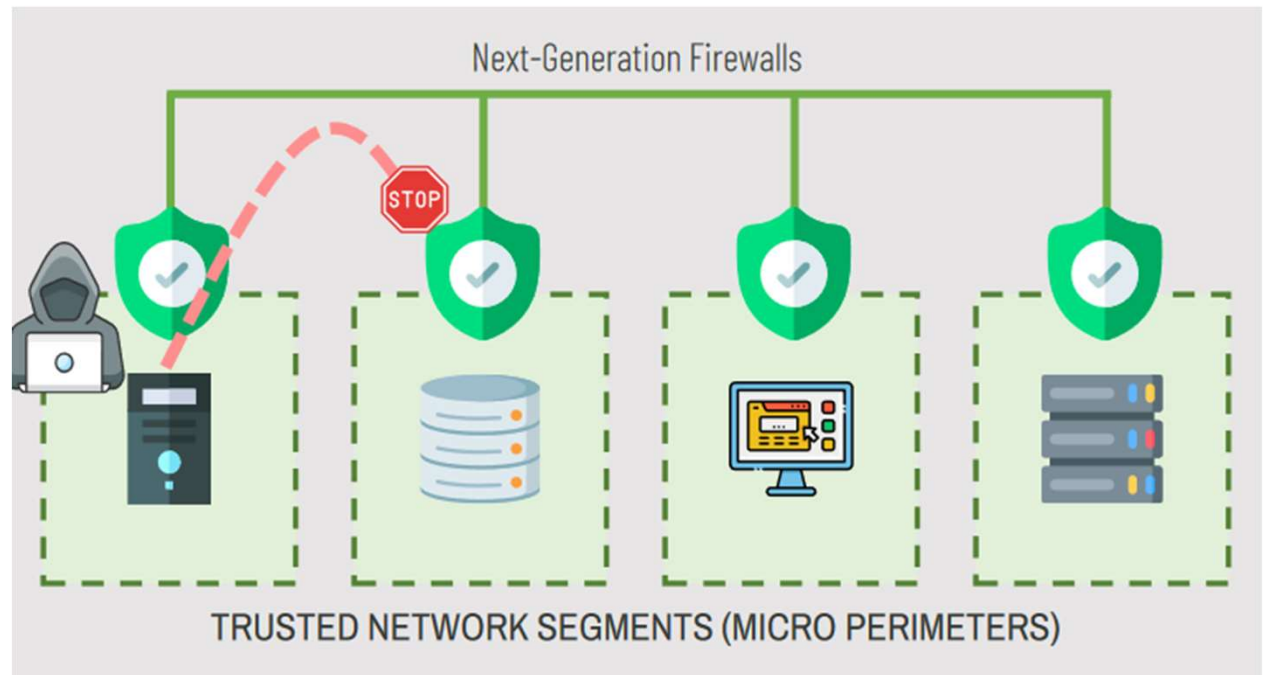 Next-Generation Firewalls
STOP
TRUSTED NETWORK SEGMENTS (MICRO PERIMETERS)